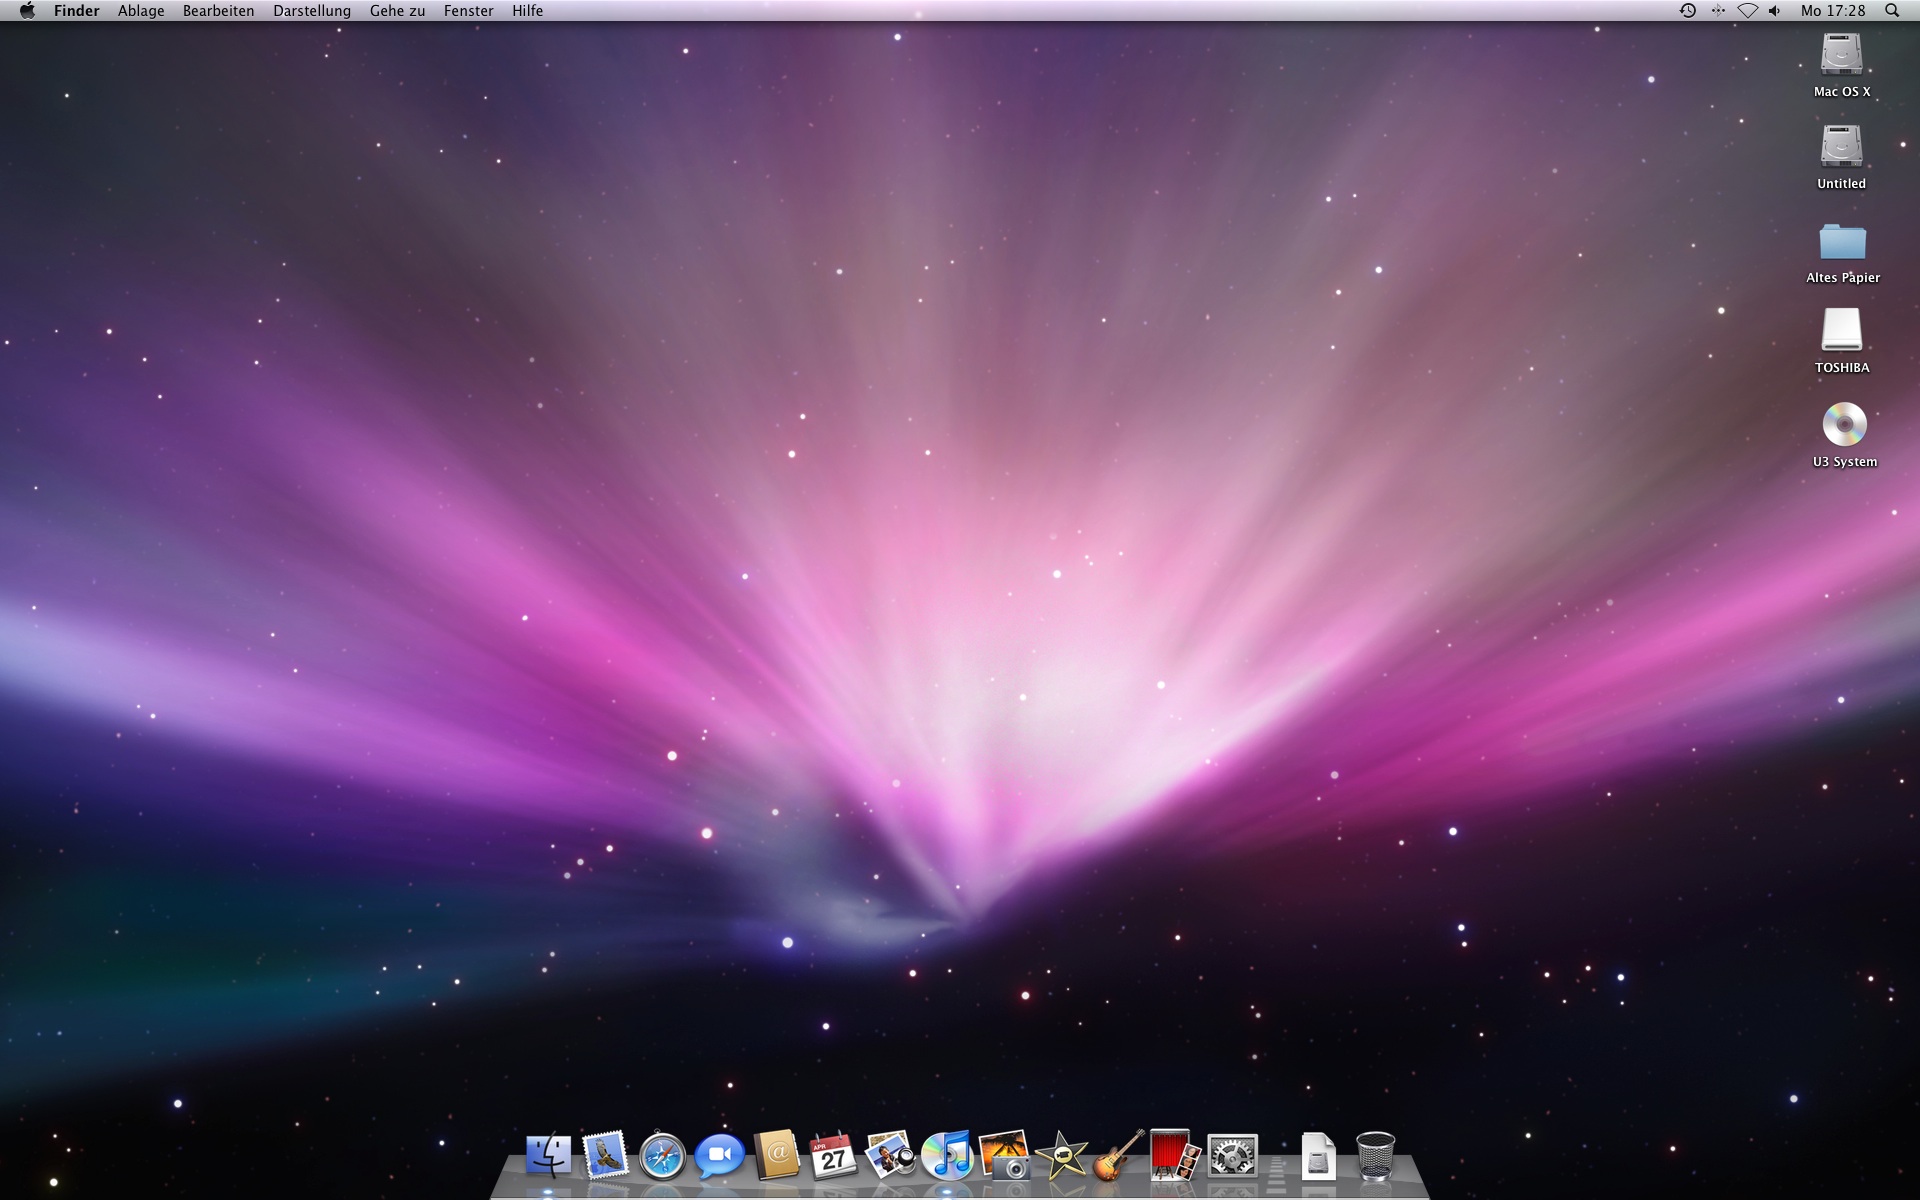 Finder Ablage Bearbeiten Darstellung Gehe zu Fenster Hilfe Mo 17:28
Mac OS X
Untitled
Altes Papier
TOSHIBA
U3 System
@
APR
27